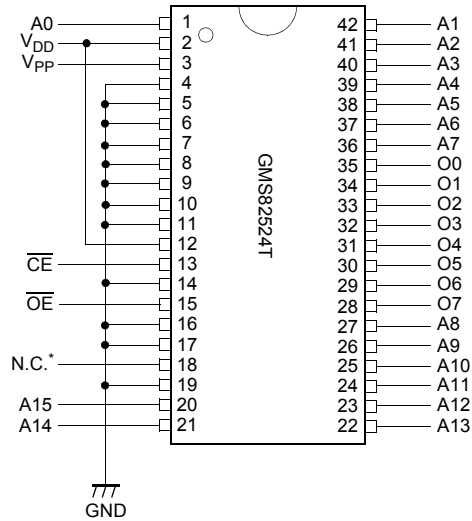 A0 1 42 A1
VDD 2 41 A2
VPP 3 40 A3
4 39 A4
5 38 A5
6 37 A6
7 36 A7
8 35 O0
9 34 O1
10 33 O2
11 32 O3
12 31 O4
CE 13 30 O5
14 29 O6
OE 15 28 O7
16 27 A8
17 26 A9
N.C.* 18 25 A10
19 24 A11
A15 20 23 A12
A14 21 22 A13
GMS82524T
GND